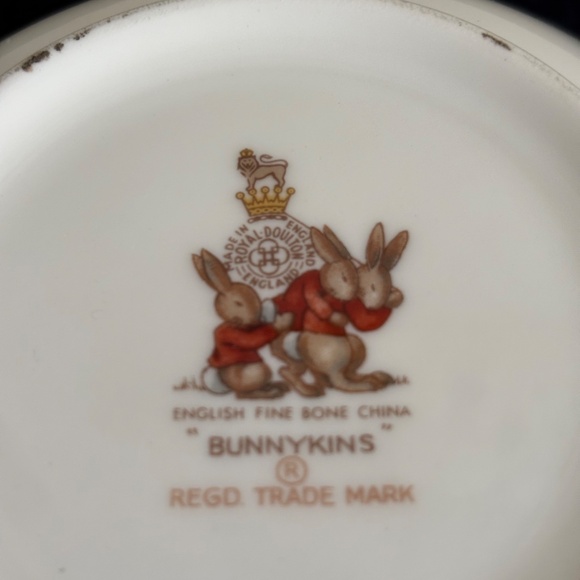 MADE IN ENGLAND
ROYAL·DOULTON
ENGLAND
ENGLISH FINE BONE CHINA
"BUNNYKINS"
®
REGD. TRADE MARK